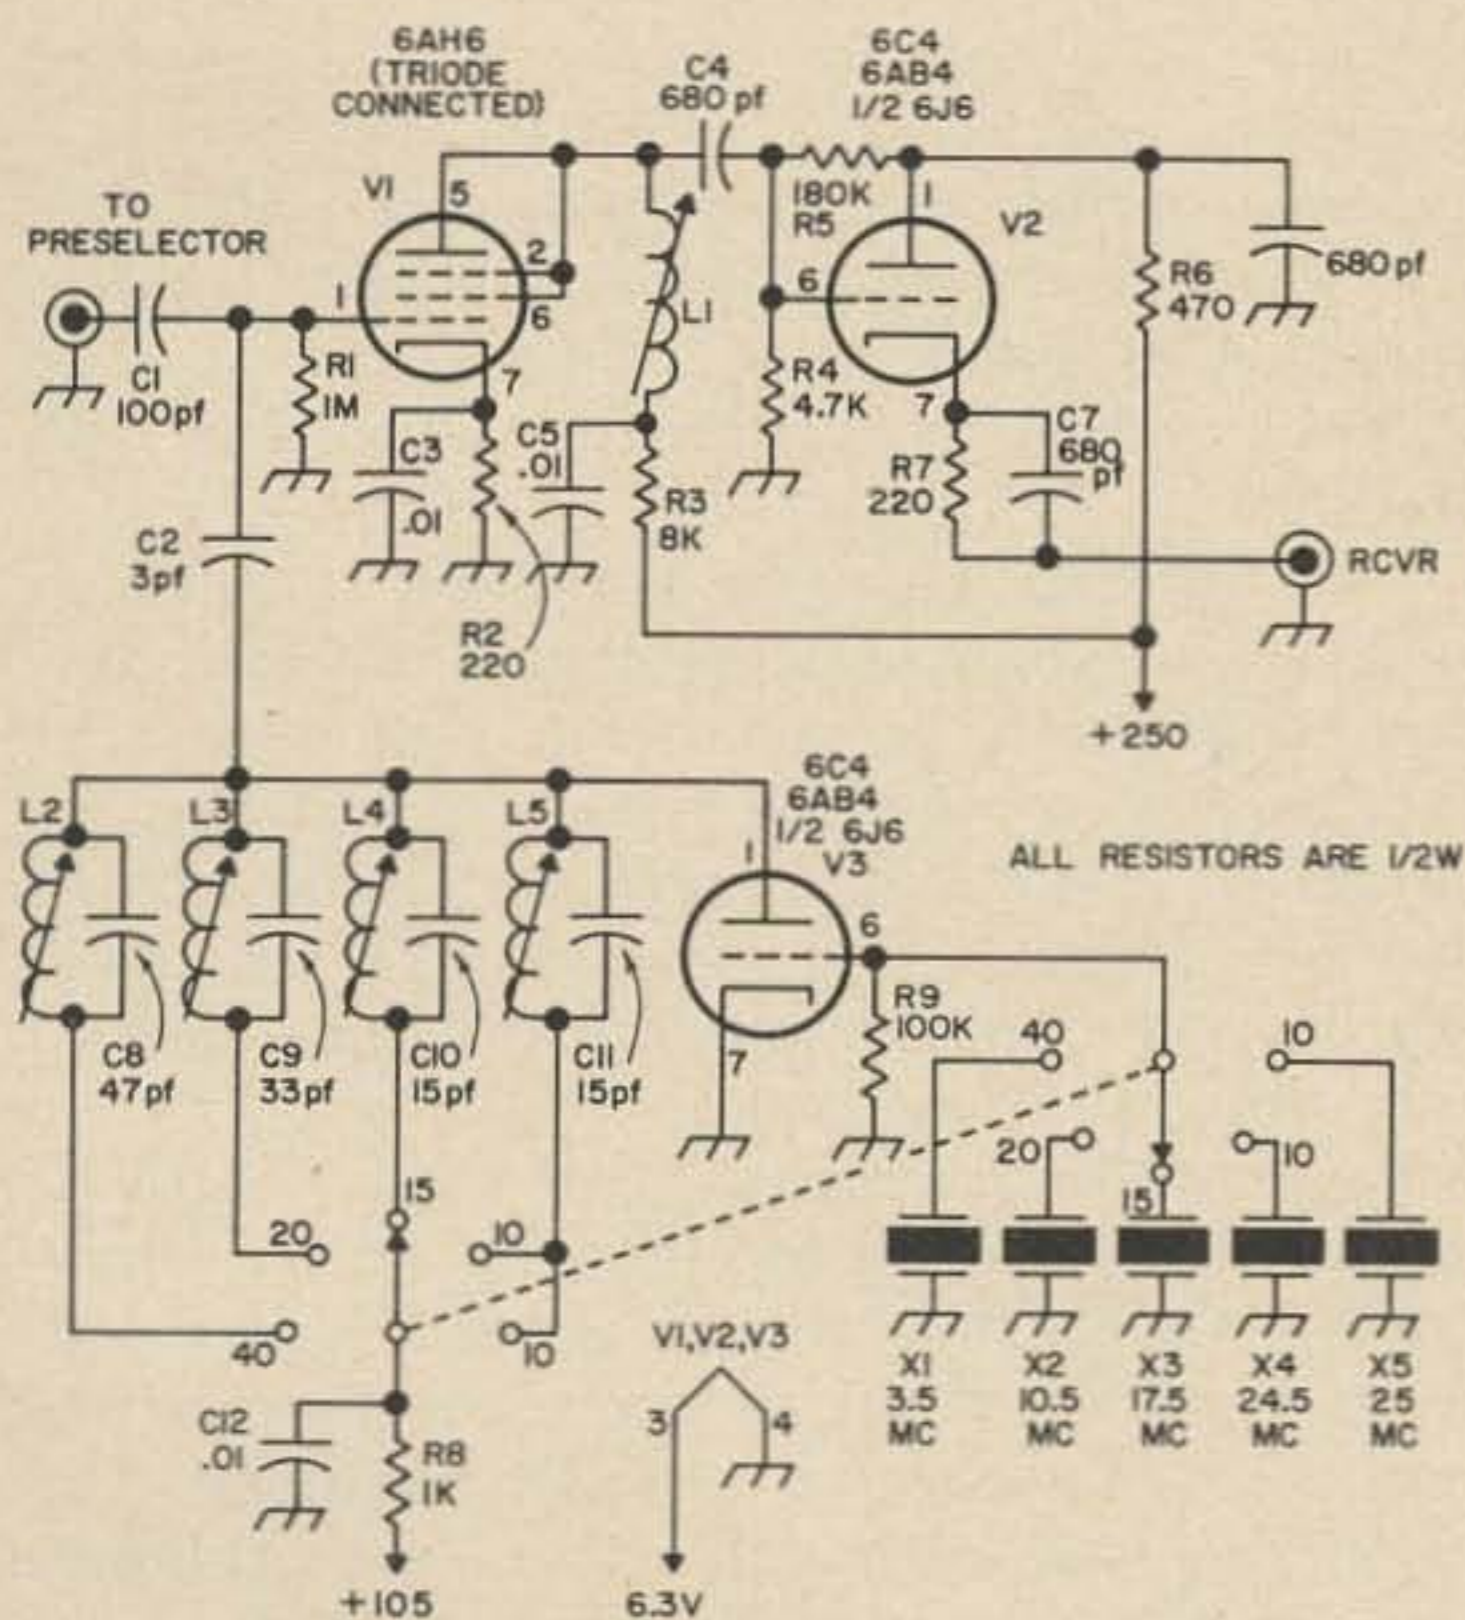 6AH6
(TRIODE
CONNECTED)
C4
680 pf
6C4
6AB4
1/2 6J6
V1
5
TO
PRESELECTOR
1
2
6
7
C1
100pf
R1
1M
C3
.01
C5
.01
R2
220
L1
R3
8K
180K
R5
1
V2
6
R4
4.7K
7
R7
220
C7
680
pf
R6
470
680 pf
RCVR
+250
C2
3pf
L2
L3
L4
L5
6C4
6AB4
1/2 6J6
V3
1
6
7
ALL RESISTORS ARE 1/2W
C8
47pf
C9
33pf
C10
15pf
C11
15pf
R9
100K
40
10
20
10
15
15
20
10
40
10
V1,V2,V3
3
4
X1
3.5
MC
X2
10.5
MC
X3
17.5
MC
X4
24.5
MC
X5
25
MC
C12
.01
R8
1K
+105
6.3V